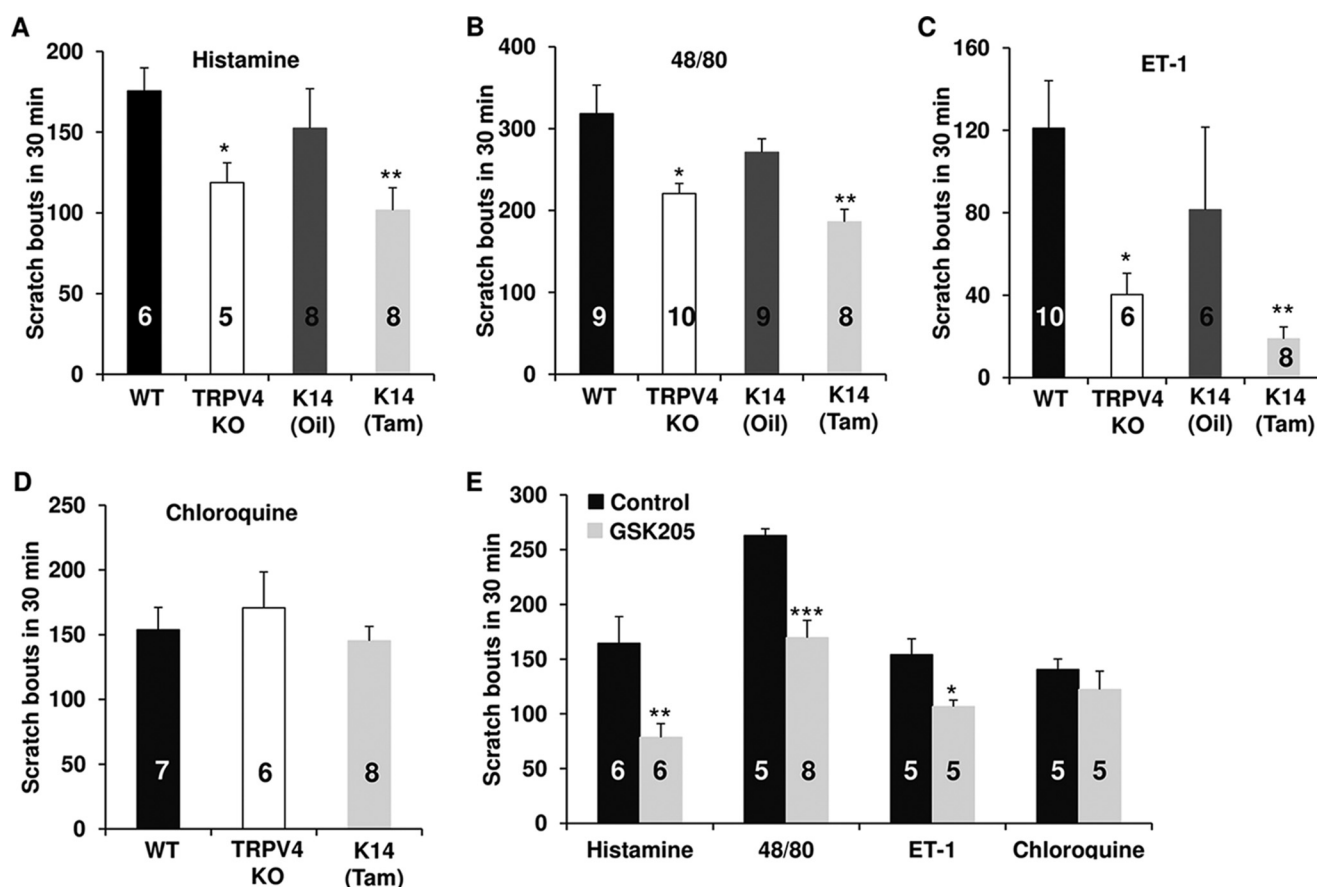 A
Histamine
Scratch bouts in 30 min
200
150
100
50
0
*
**
6
5
8
8
WT
TRPV4 KO
K14 (Oil)
K14 (Tam)
B
48/80
Scratch bouts in 30 min
400
300
200
300
0
*
**
9
10
9
8
WT
TRPV4 KO
K14 (Oil)
K14 (Tam)
C
ET-1
Scratch bouts in 30 min
160
120
80
40
0
*
**
10
6
6
8
WT
TRPV4 KO
K14 (Oil)
K14 (Tam)
D
Chloroquine
Scratch bouts in 30 min
250
200
150
100
50
0
7
6
8
WT
TRPV4 KO
K14 (Tam)
E
Control
GSK205
Scratch bouts in 30 min
300
250
200
150
100
50
0
**
***
*
6
6
5
8
5
5
5
5
Histamine
48/80
ET-1
Chloroquine